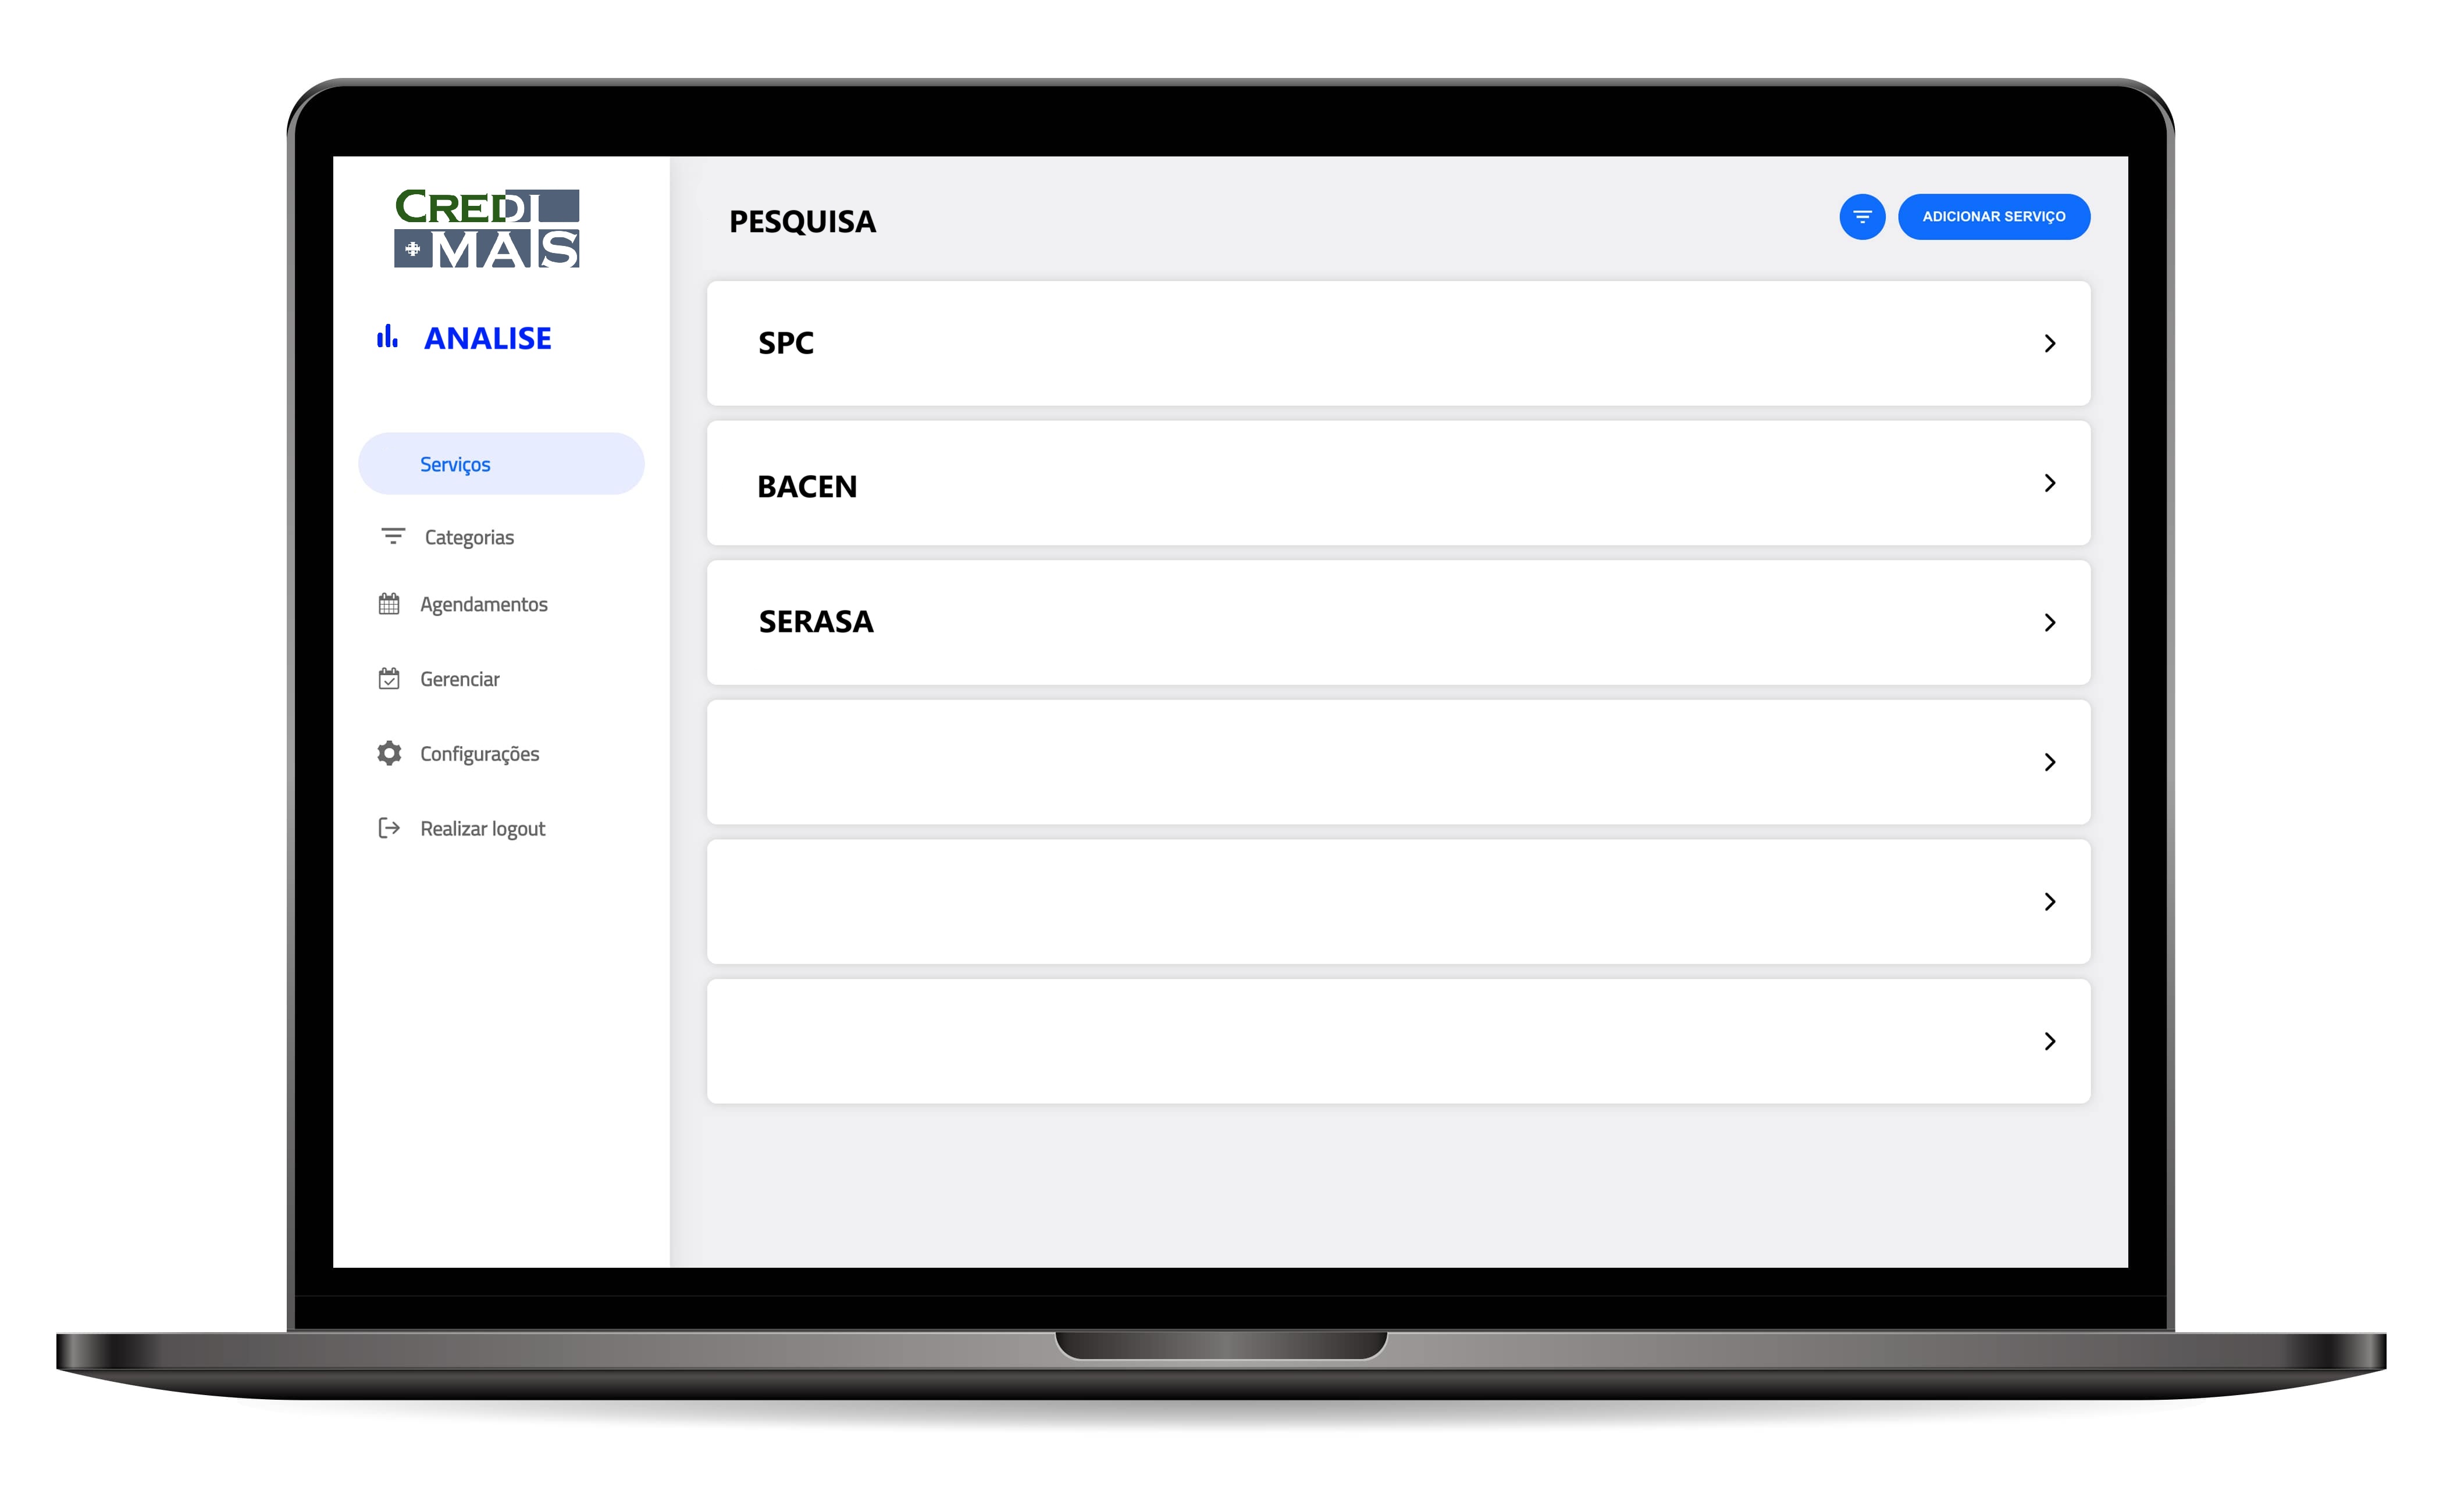 CREDI
+MAIS
ANALISE
Serviços
Categorias
Agendamentos
Gerenciar
Configurações
Realizar logout
PESQUISA
ADICIONAR SERVIÇO
SPC
BACEN
SERASA